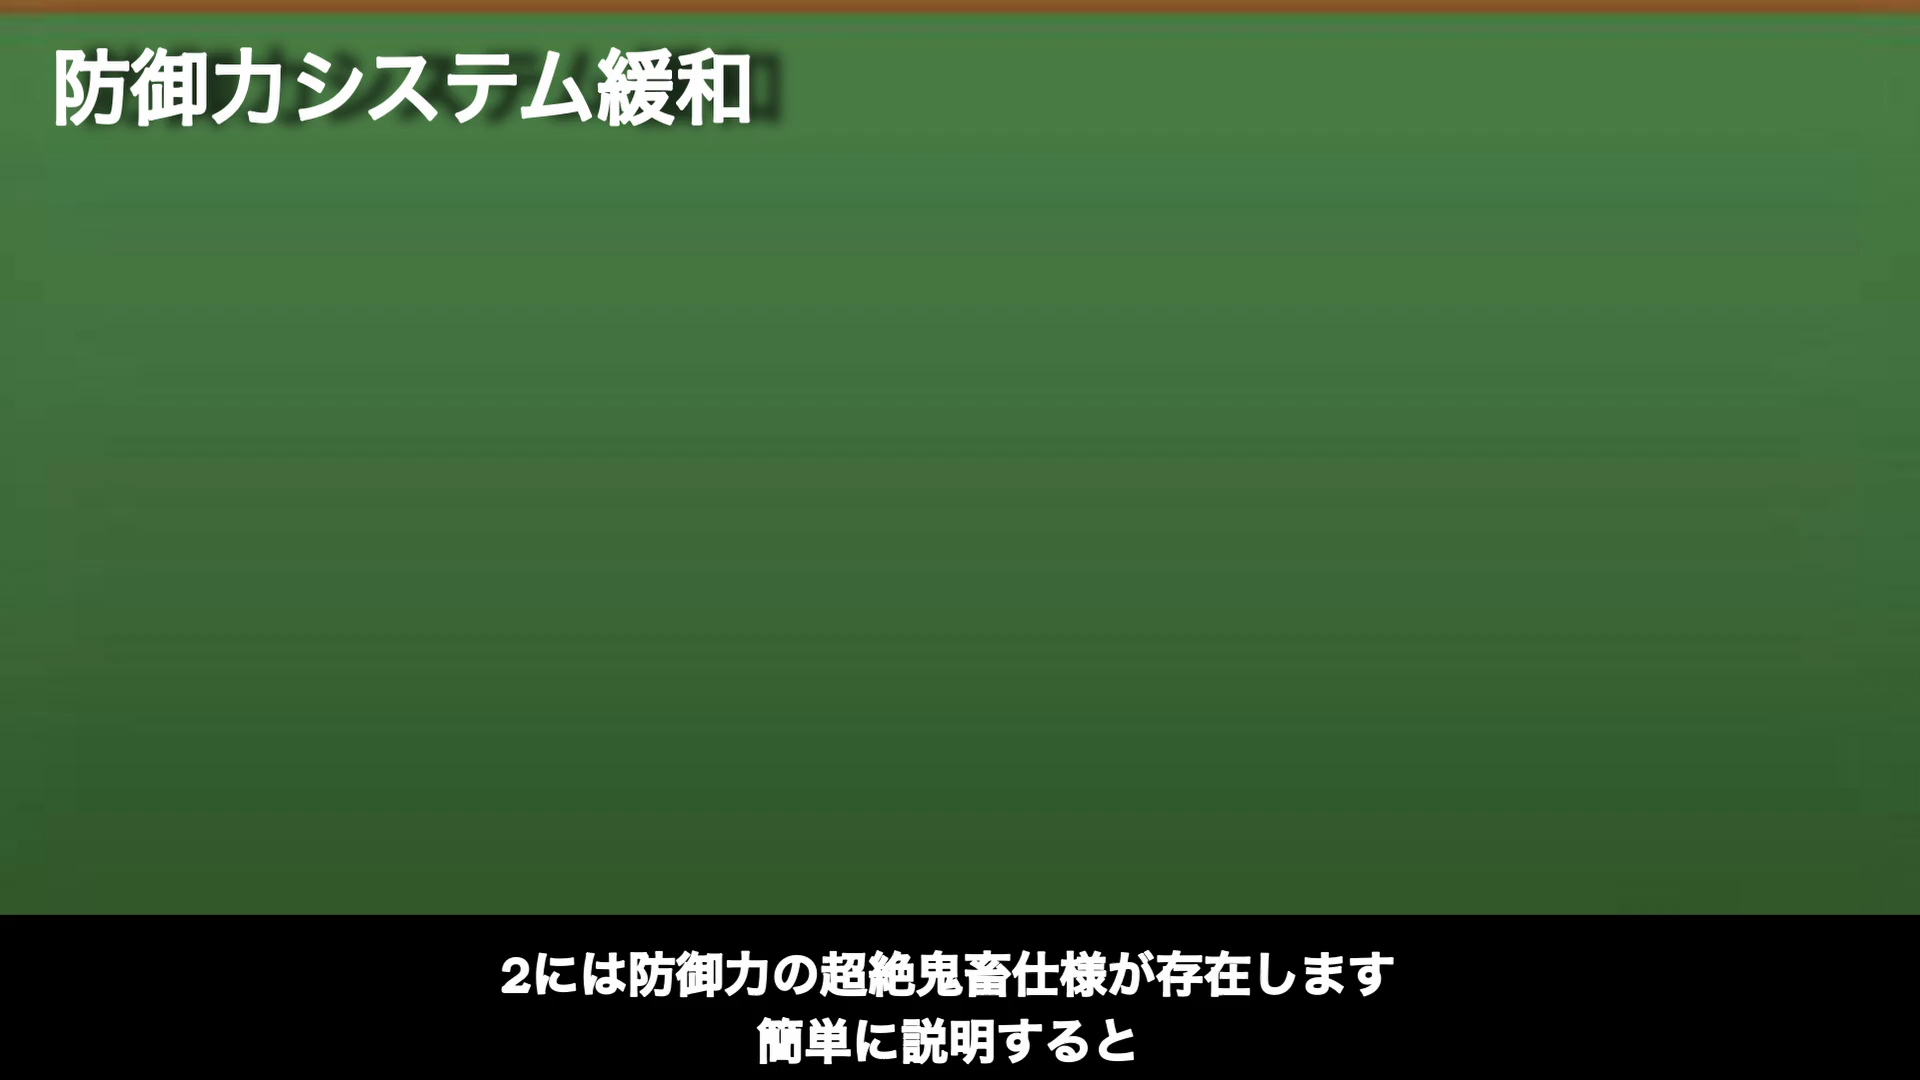 防御力システム緩和
2には防御力の超絶鬼畜仕様が存在します
簡単に説明すると